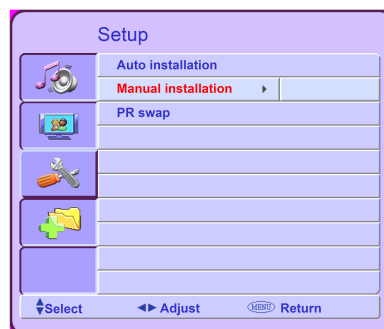 Setup
Auto installation
Manual installation
PR swap
Select Adjust MENU Return